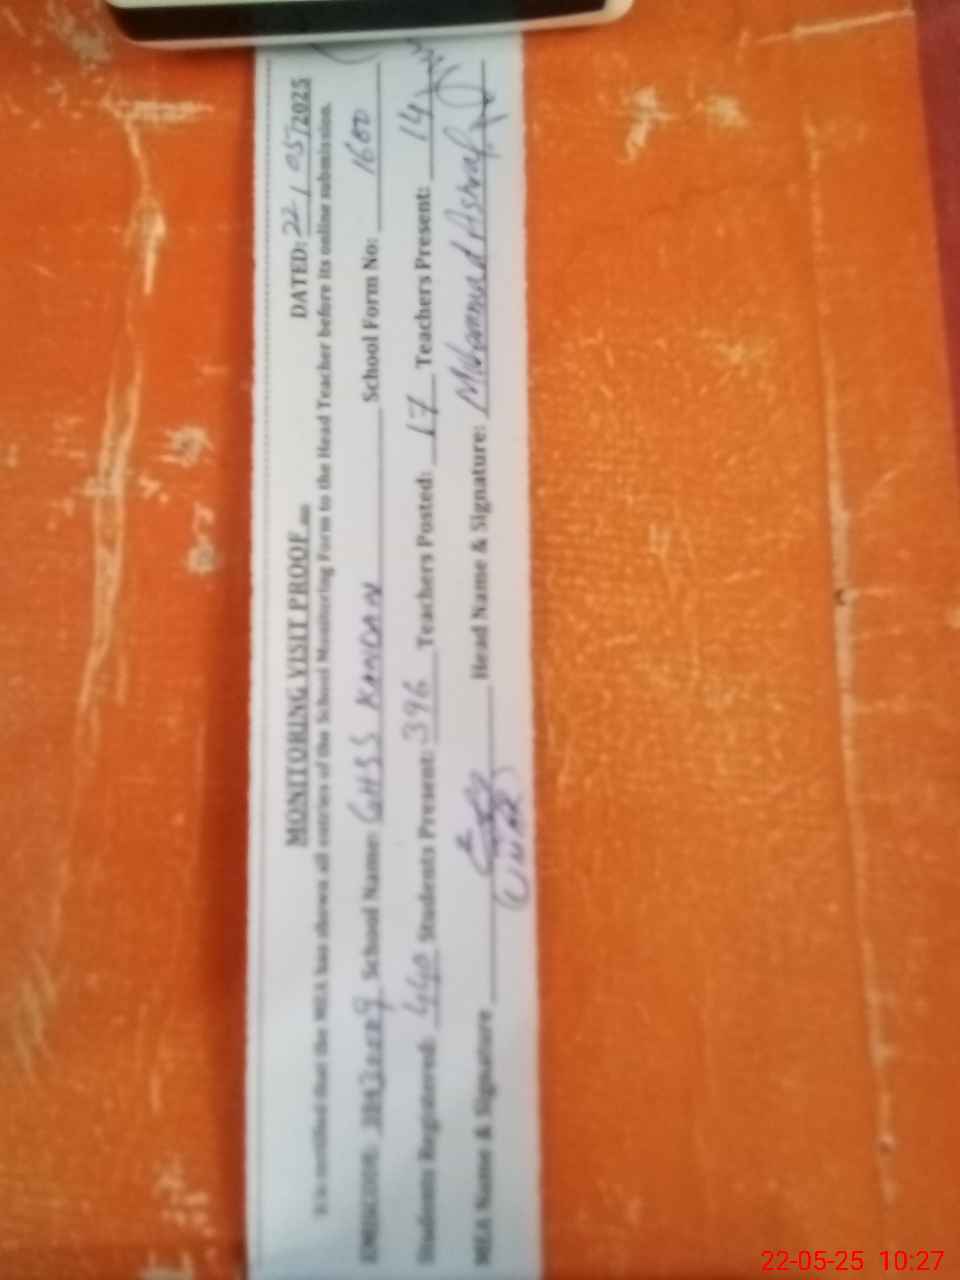 MONITORING VISIT PROOF DATED: 22/05/2025
It is certified that the MEA has shown all entries of the School Monitoring Form to the Head Teacher before its online submission.
EMISCODE: School Name: GHSS KANDAN School Form No: 1600
Students Registered: 440 Students Present: 396 Teachers Posted: 17 Teachers Present: 14
MEA Name & Signature Head Name & Signature: Muhammad Ashraf
22-05-25 10:27